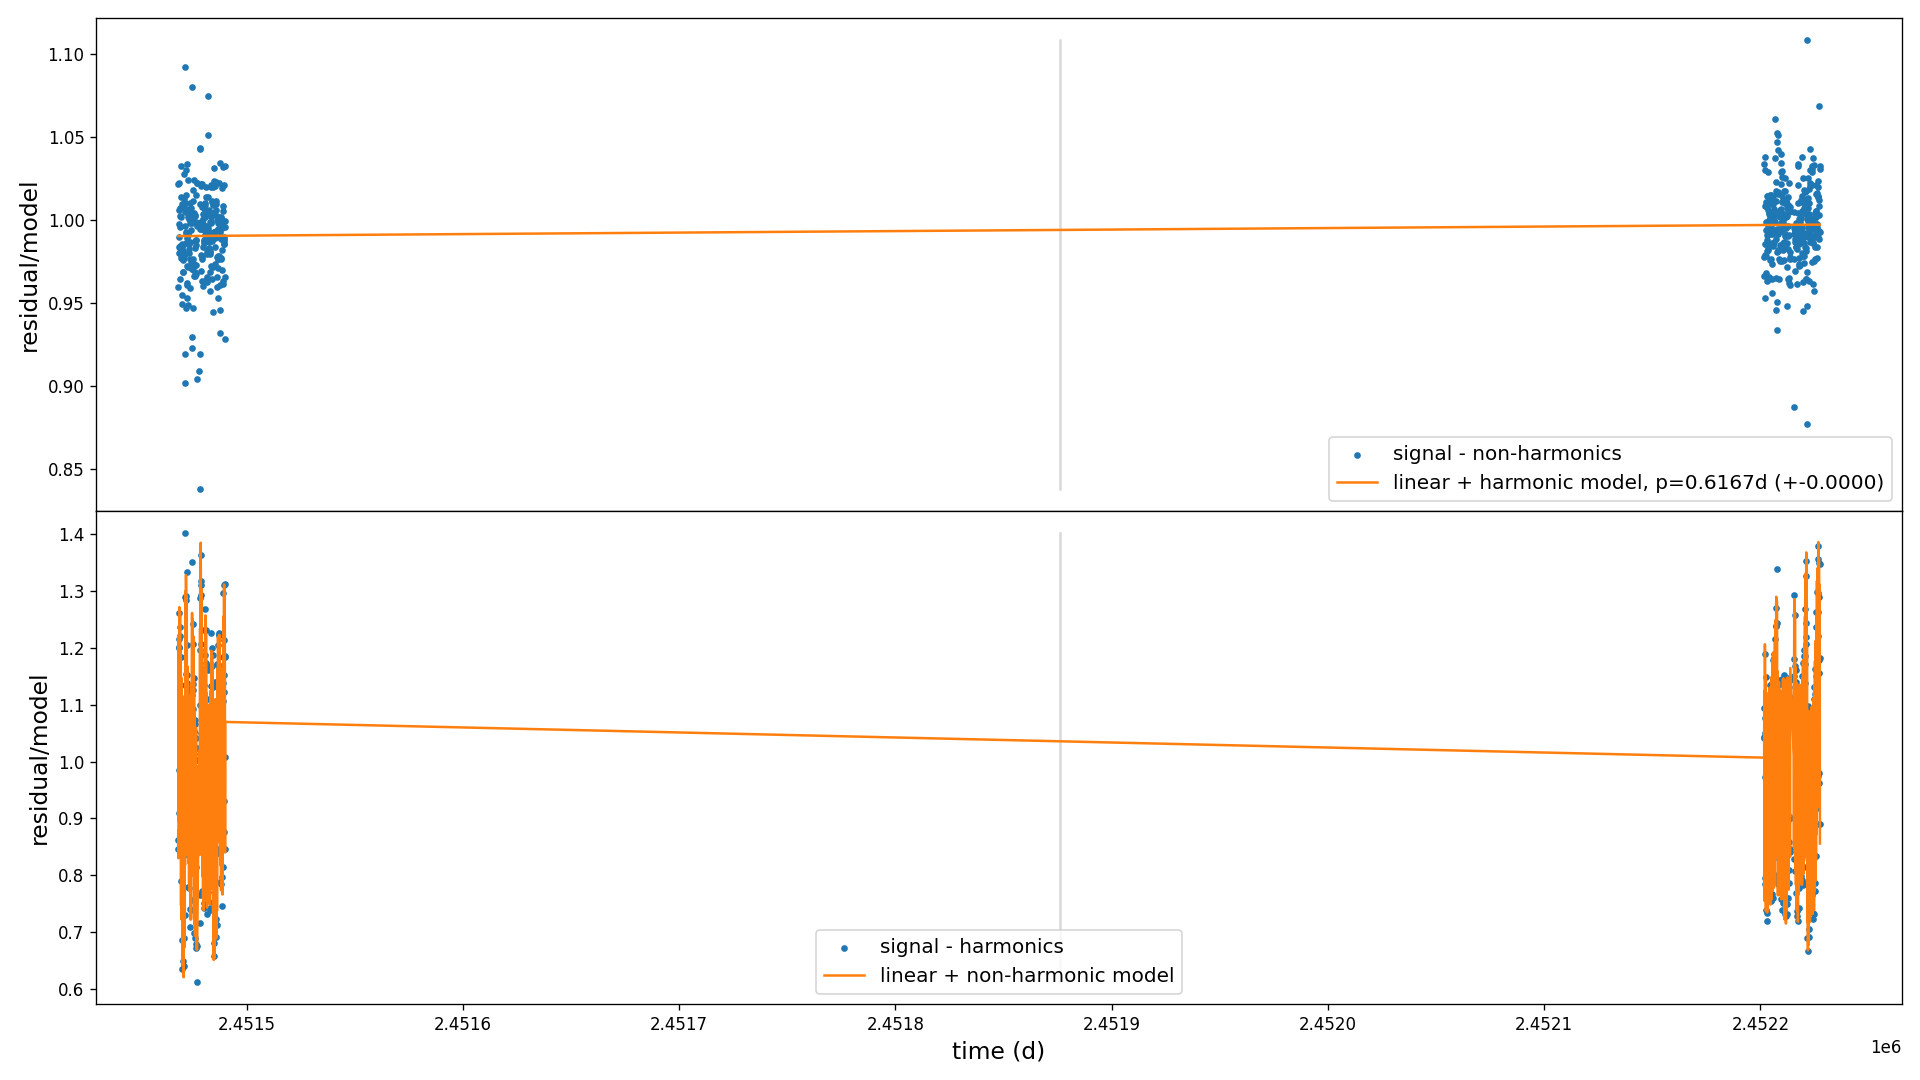 1.10
1.05
1.00
0.95
0.90
0.85
residual/model
signal - non-harmonics
linear + harmonic model, p=0.6167d (+-0.0000)
1.4
1.3
1.2
1.1
1.0
0.9
0.8
0.7
0.6
residual/model
signal - harmonics
linear + non-harmonic model
2.4515 2.4516 2.4517 2.4518 2.4519 2.4520 2.4521 2.4522
1e6
time (d)